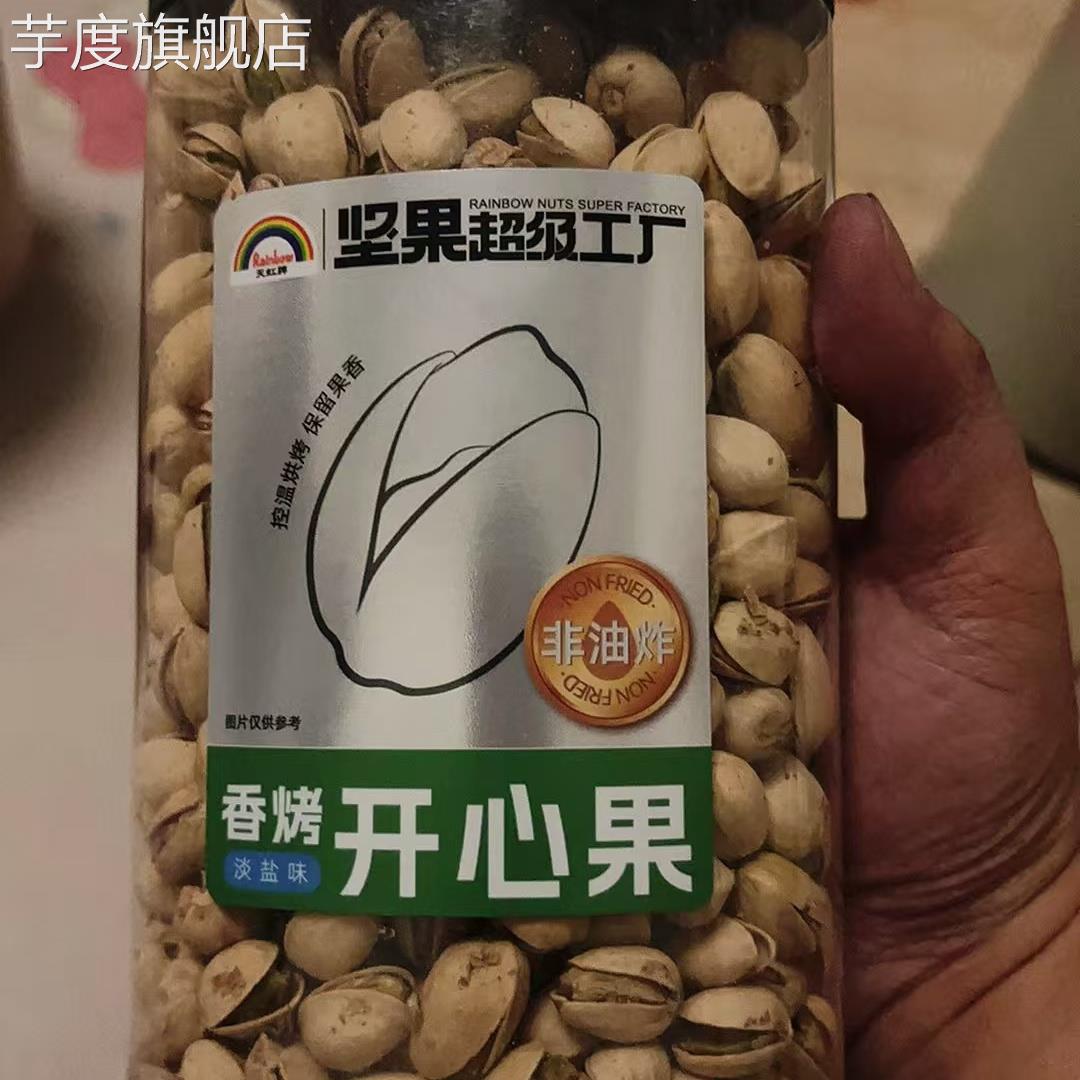 芋度旗舰店
RAINBOW NUTS SUPER FACTORY
Rainbow
天虹牌
坚果超级工厂
控温烘烤 保留果香
NON FRIED
非油炸
NON FRIED
图片仅供参考
香烤
淡盐味
开心果